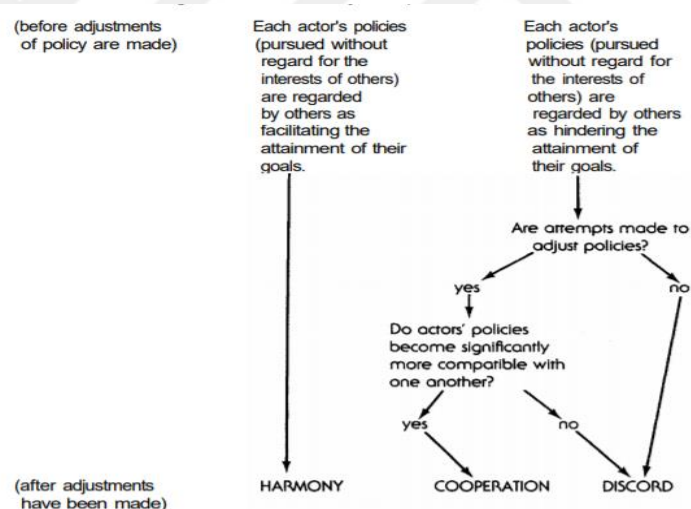 (before adjustments
of policy are made)
Each actor's policies
(pursued without
regard for the
interests of others)
are regarded
by others as
facilitating the
attainment of their
goals.
Each actor's
policies (pursued
without regard for
the interests of
others) are
regarded by others
as hindering the
attainment of
their goals.
Are attempts made to
adjust policies?
yes
no
Do actors' policies
become significantly
more compatible with
one another?
yes
no
(after adjustments
have been made)
HARMONY
COOPERATION
DISCORD